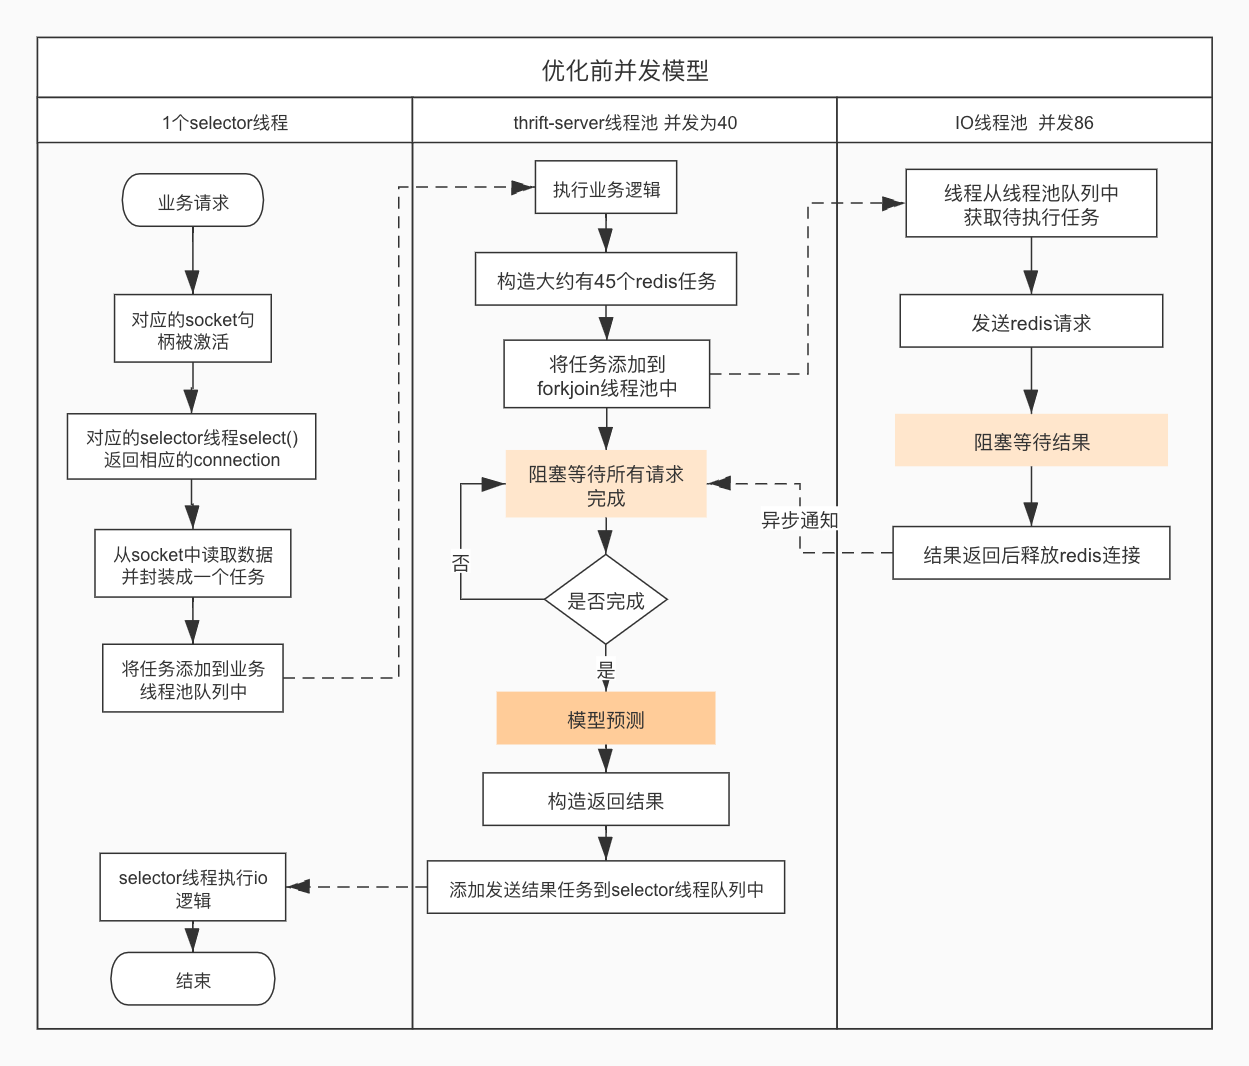 优化前并发模型
1个selector线程
thrift-server线程池 并发为40
IO线程池 并发86
业务请求
对应的socket句
柄被激活
对应的selector线程select()
返回相应的connection
从socket中读取数据
并封装成一个任务
将任务添加到业务
线程池队列中
selector线程执行io
逻辑
结束
执行业务逻辑
构造大约有45个redis任务
将任务添加到
forkjoin线程池中
阻塞等待所有请求
完成
否
是否完成
是
模型预测
构造返回结果
添加发送结果任务到selector线程队列中
异步通知
线程从线程池队列中
获取待执行任务
发送redis请求
阻塞等待结果
结果返回后释放redis连接